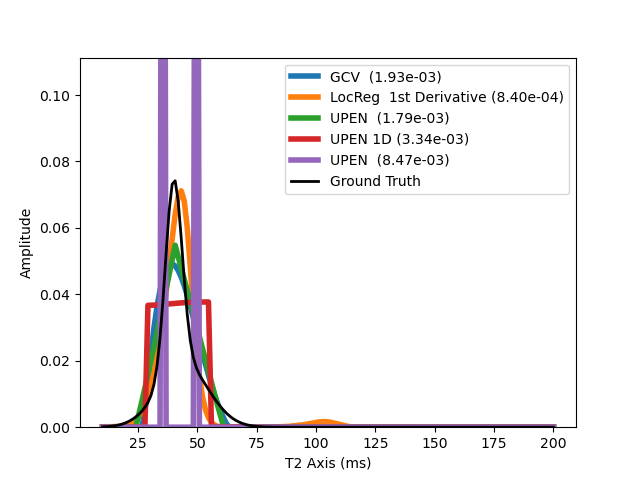 GCV  (1.93e-03)
LocReg  1st Derivative (8.40e-04)
UPEN  (1.79e-03)
UPEN 1D (3.34e-03)
UPEN  (8.47e-03)
Ground Truth
0.10
0.08
0.06
0.04
0.02
0.00
Amplitude
25 50 75 100 125 150 175 200
T2 Axis (ms)